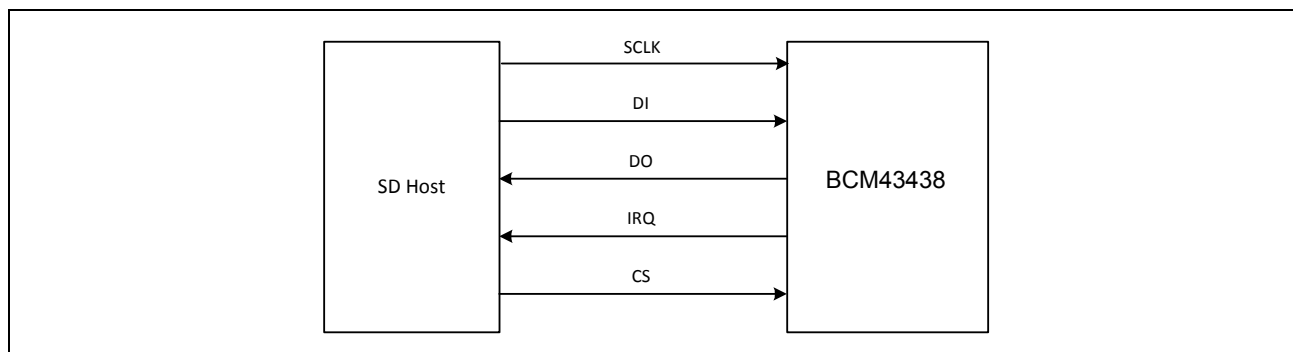 SCLK
DI
DO
IRQ
CS
SD Host
BCM43438